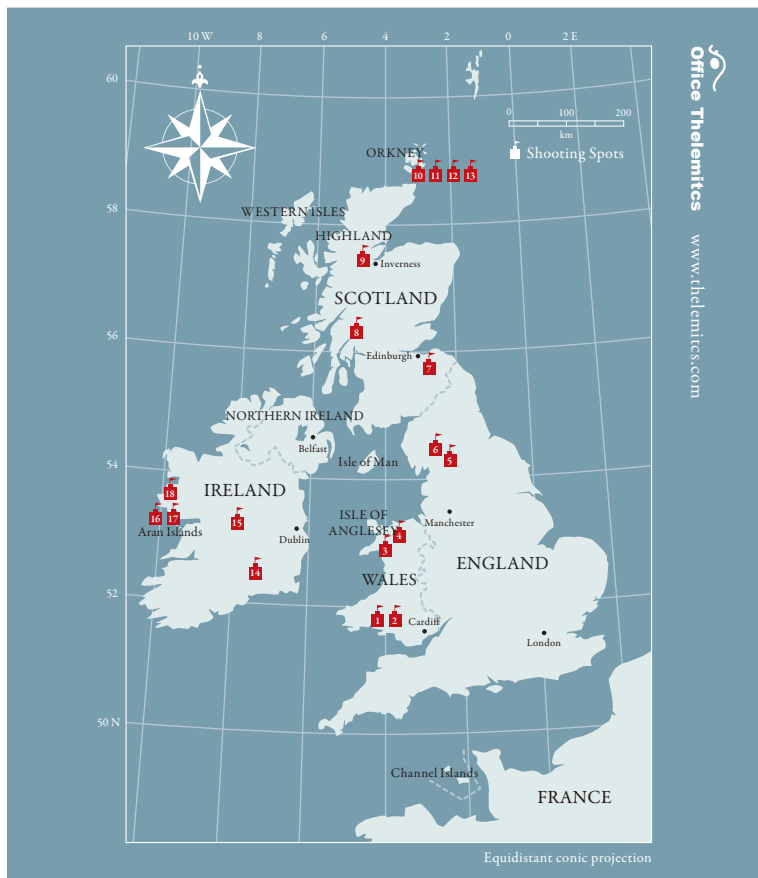 10 W 8 6 4 2 0 2 E
60
58
56
54
52
50 N
0 100 200
km
Shooting Spots
Office Thelemitcs
www.thelemitcs.com
ORKNEY
10 11 12 13
WESTERN ISLES
HIGHLAND
9
Inverness
SCOTLAND
8
Edinburgh
7
NORTHERN IRELAND
Belfast
6
5
Isle of Man
18
IRELAND
16 17
15
Aran Islands
Dublin
14
ISLE OF
ANGLESEY
4
3
Manchester
ENGLAND
WALES
1 2
Cardiff
London
Channel Islands
FRANCE
Equidistant conic projection